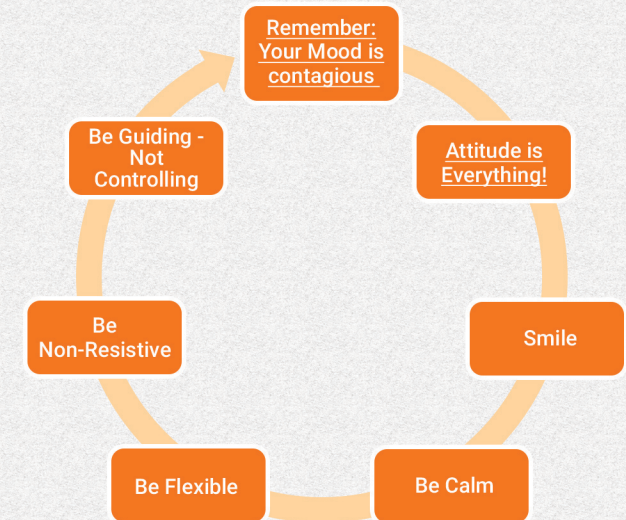 Remember:
Your Mood is
contagious
Attitude is
Everything!
Smile
Be Calm
Be Flexible
Be
Non-Resistive
Be Guiding -
Not
Controlling